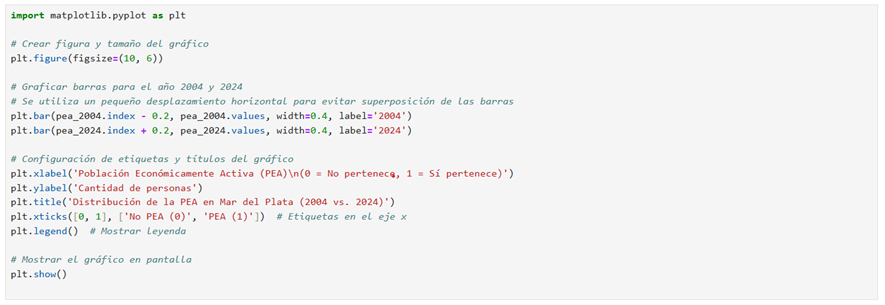 import matplotlib.pyplot as plt
# Crear figura y tamaño del gráfico
plt.figure(figsize=(10, 6))
# Graficar barras para el año 2004 y 2024
# Se utiliza un pequeño desplazamiento horizontal para evitar superposición de las barras
plt.bar(pea_2004.index - 0.2, pea_2004.values, width=0.4, label='2004')
plt.bar(pea_2024.index + 0.2, pea_2024.values, width=0.4, label='2024')
# Configuración de etiquetas y títulos del gráfico
plt.xlabel('Población Económicamente Activa (PEA)\n(0 = No pertenece, 1 = Sí pertenece)')
plt.ylabel('Cantidad de personas')
plt.title('Distribución de la PEA en Mar del Plata (2004 vs. 2024)')
plt.xticks([0, 1], ['No PEA (0)', 'PEA (1)'])  # Etiquetas en el eje x
plt.legend()  # Mostrar leyenda
# Mostrar el gráfico en pantalla
plt.show()